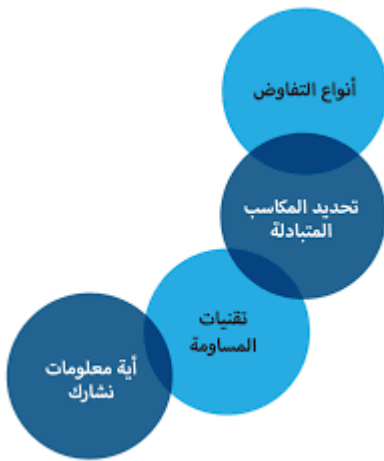 أنواع التفاوض
تحديد المكاسب
المتبادلة
تقنيات
المساومة
أية معلومات
نشارك